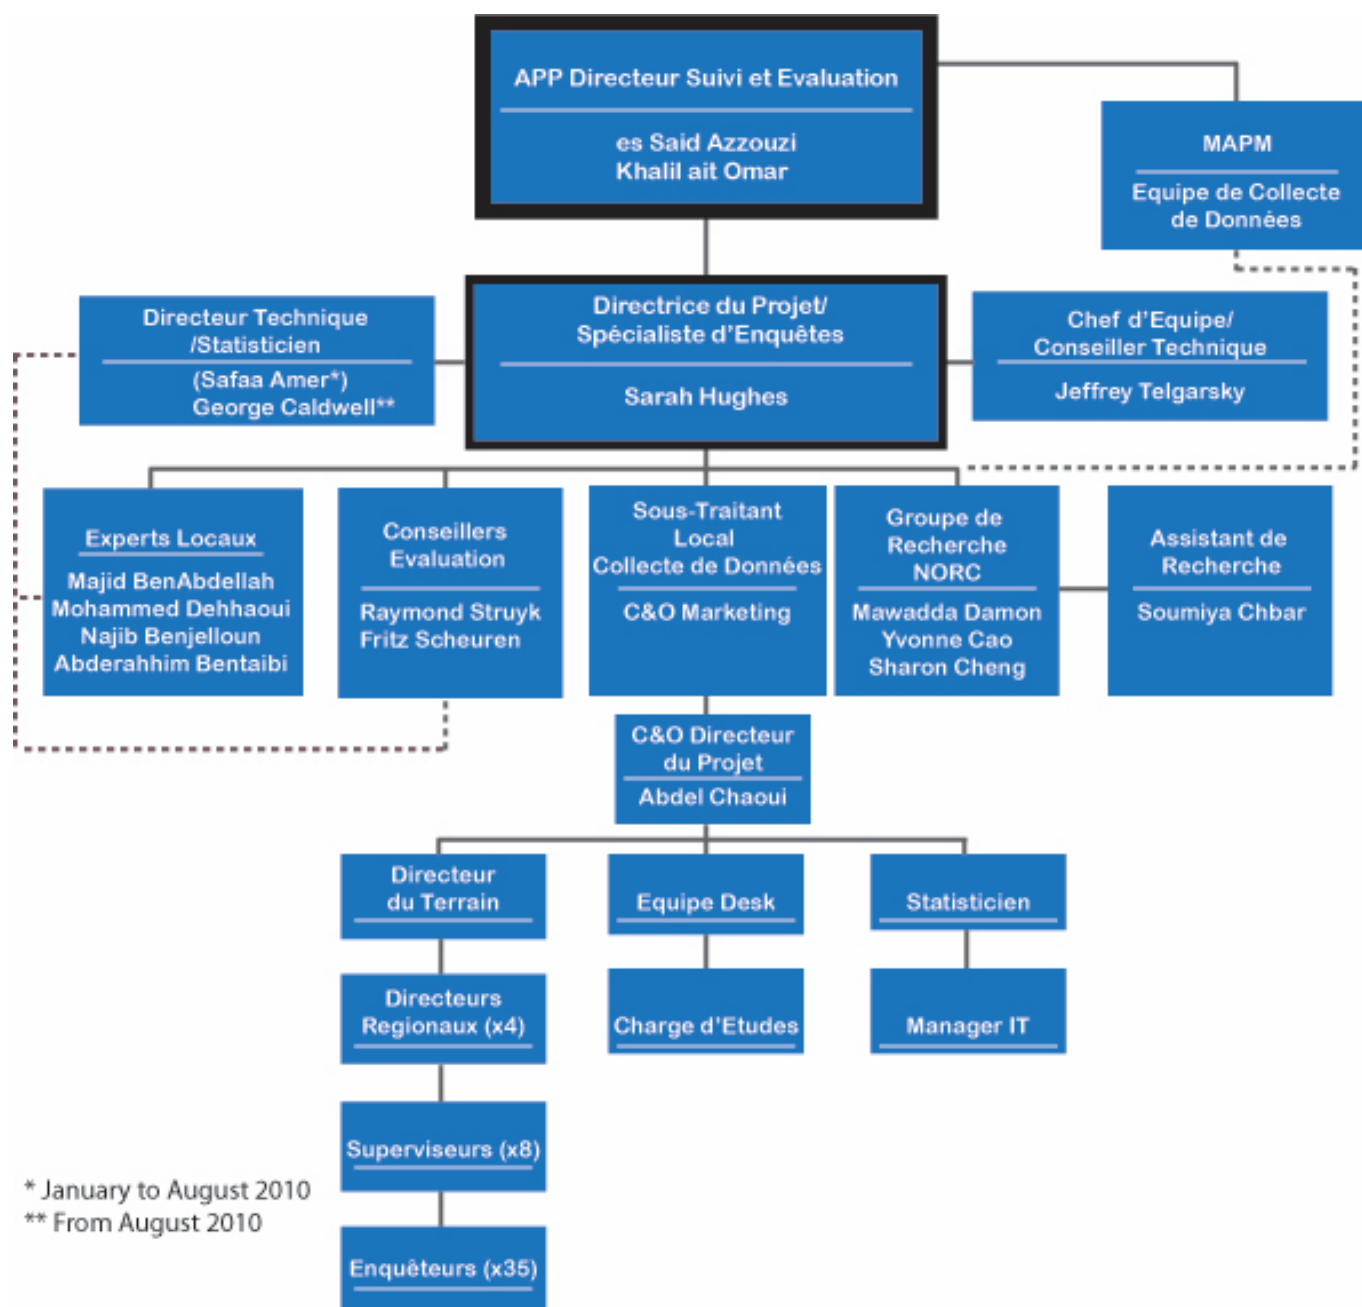 APP Directeur Suivi et Evaluation
es Said Azzouzi
Khalil ait Omar
MAPM
Equipe de Collecte
de Données
Directeur Technique
/Statisticien
(Safaa Amer*)
George Caldwell**
Directrice du Projet/
Spécialiste d'Enquêtes
Sarah Hughes
Chef d'Equipe/
Conseiller Technique
Jeffrey Telgarsky
Experts Locaux
Majid BenAbdellah
Mohammed Dehhaoui
Najib Benjelloun
Abderahhim Bentaibi
Conseillers
Evaluation
Raymond Struyk
Fritz Scheuren
Sous-Traitant
Local
Collecte de Données
C&O Marketing
Groupe de
Recherche
NORC
Mawadda Damon
Yvonne Cao
Sharon Cheng
Assistant de
Recherche
Soumiya Chbar
C&O Directeur
du Projet
Abdel Chaoui
Directeur
du Terrain
Equipe Desk
Statisticien
Directeurs
Regionaux (x4)
Charge d'Etudes
Manager IT
Superviseurs (x8)
Enquêteurs (x35)
* January to August 2010
** From August 2010